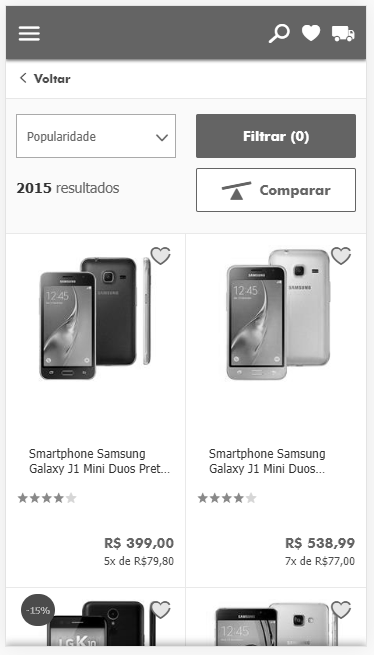 Voltar
Popularidade
Filtrar (0)
2015 resultados
Comparar
SAMSUNG
12:45
SAMSUNG
SAMSUNG
12:45
Smartphone Samsung
Galaxy J1 Mini Duos Pret...
Smartphone Samsung
Galaxy J1 Mini Duos...
R$ 399,00
5x de R$79,80
R$ 538,99
7x de R$77,00
-15%
LG K10
12:45